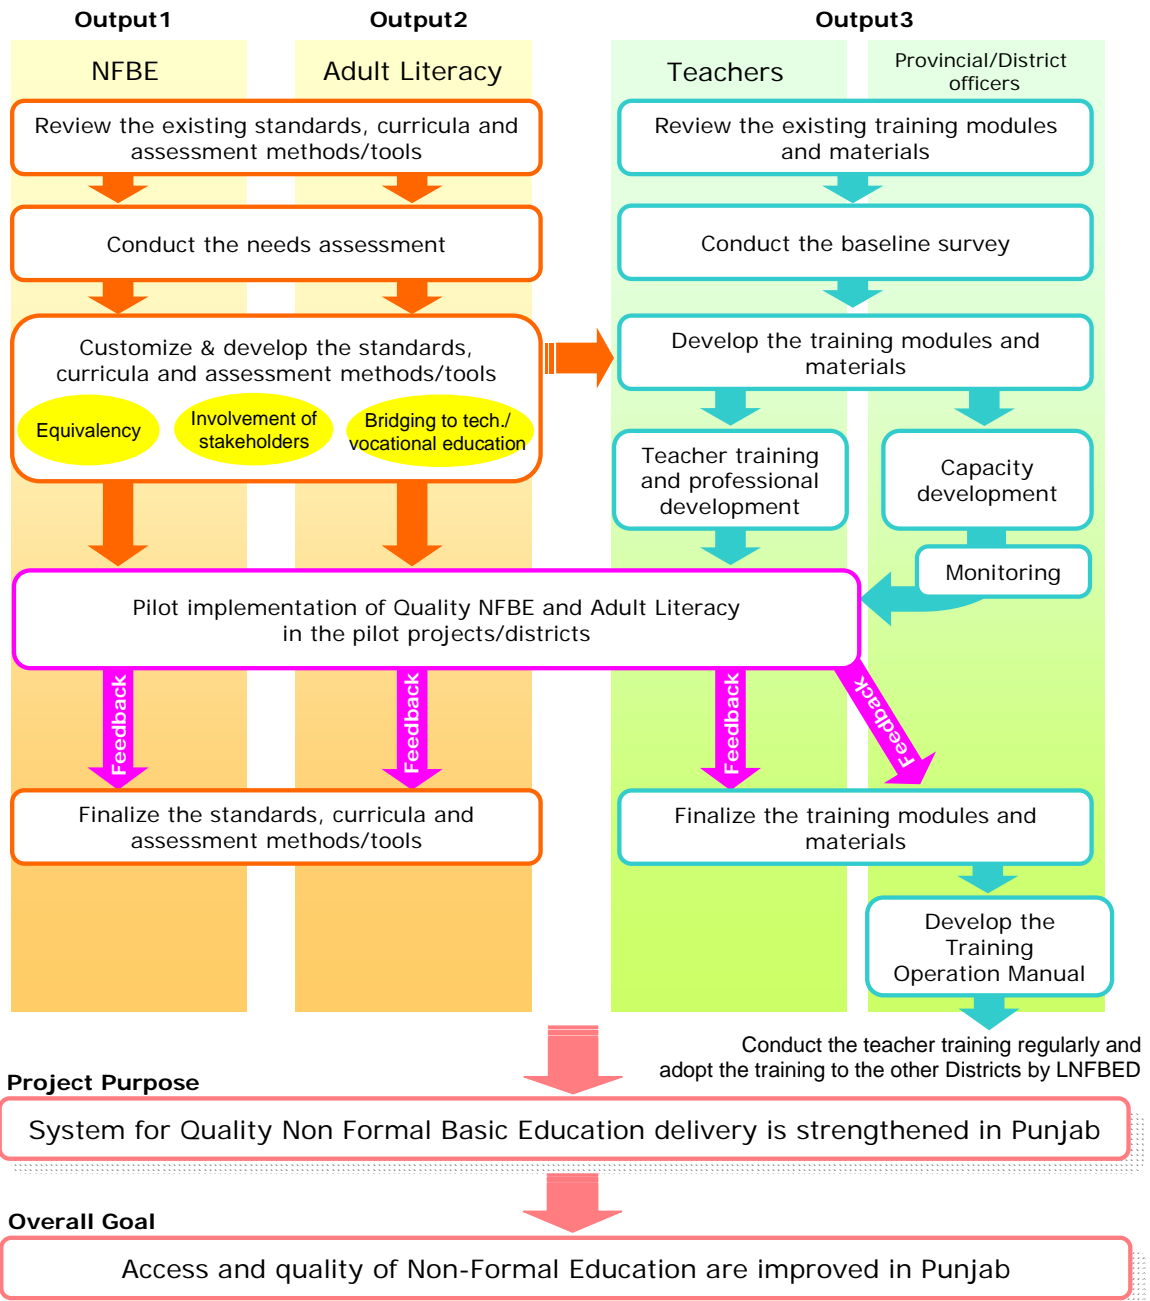 Output1
Output2
Output3
NFBE
Adult Literacy
Teachers
Provincial/District
officers
Review the existing standards, curricula and
assessment methods/tools
Review the existing training modules
and materials
Conduct the needs assessment
Conduct the baseline survey
Customize & develop the standards,
curricula and assessment methods/tools
Equivalency
Involvement of
stakeholders
Bridging to tech./
vocational education
Develop the training modules and
materials
Teacher training
and professional
development
Capacity
development
Monitoring
Pilot implementation of Quality NFBE and Adult Literacy
in the pilot projects/districts
Feedback
Feedback
Feedback
Feedback
Finalize the standards, curricula and
assessment methods/tools
Finalize the training modules and
materials
Develop the
Training
Operation Manual
Conduct the teacher training regularly and
adopt the training to the other Districts by LNFBED
Project Purpose
System for Quality Non Formal Basic Education delivery is strengthened in Punjab
Overall Goal
Access and quality of Non-Formal Education are improved in Punjab